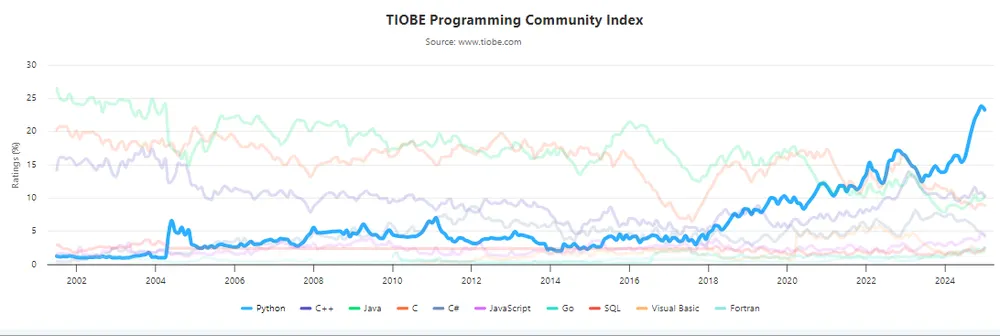 TIOBE Programming Community Index
Source: www.tiobe.com
Ratings (%)
30
25
20
15
10
5
0
2002 2004 2006 2008 2010 2012 2014 2016 2018 2020 2022 2024
Python C++ Java C C# JavaScript Go SQL Visual Basic Fortran